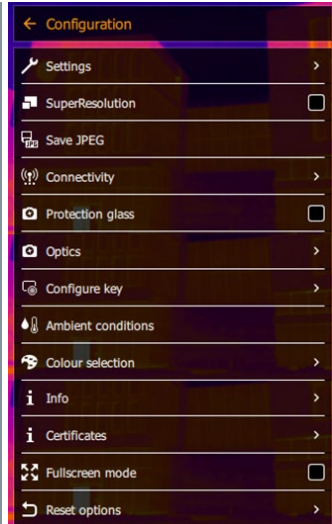 Configuration
Settings
SuperResolution
JPEG
Save JPEG
Connectivity
Protection glass
Optics
Configure key
Ambient conditions
Colour selection
Info
Certificates
Fullscreen mode
Reset options